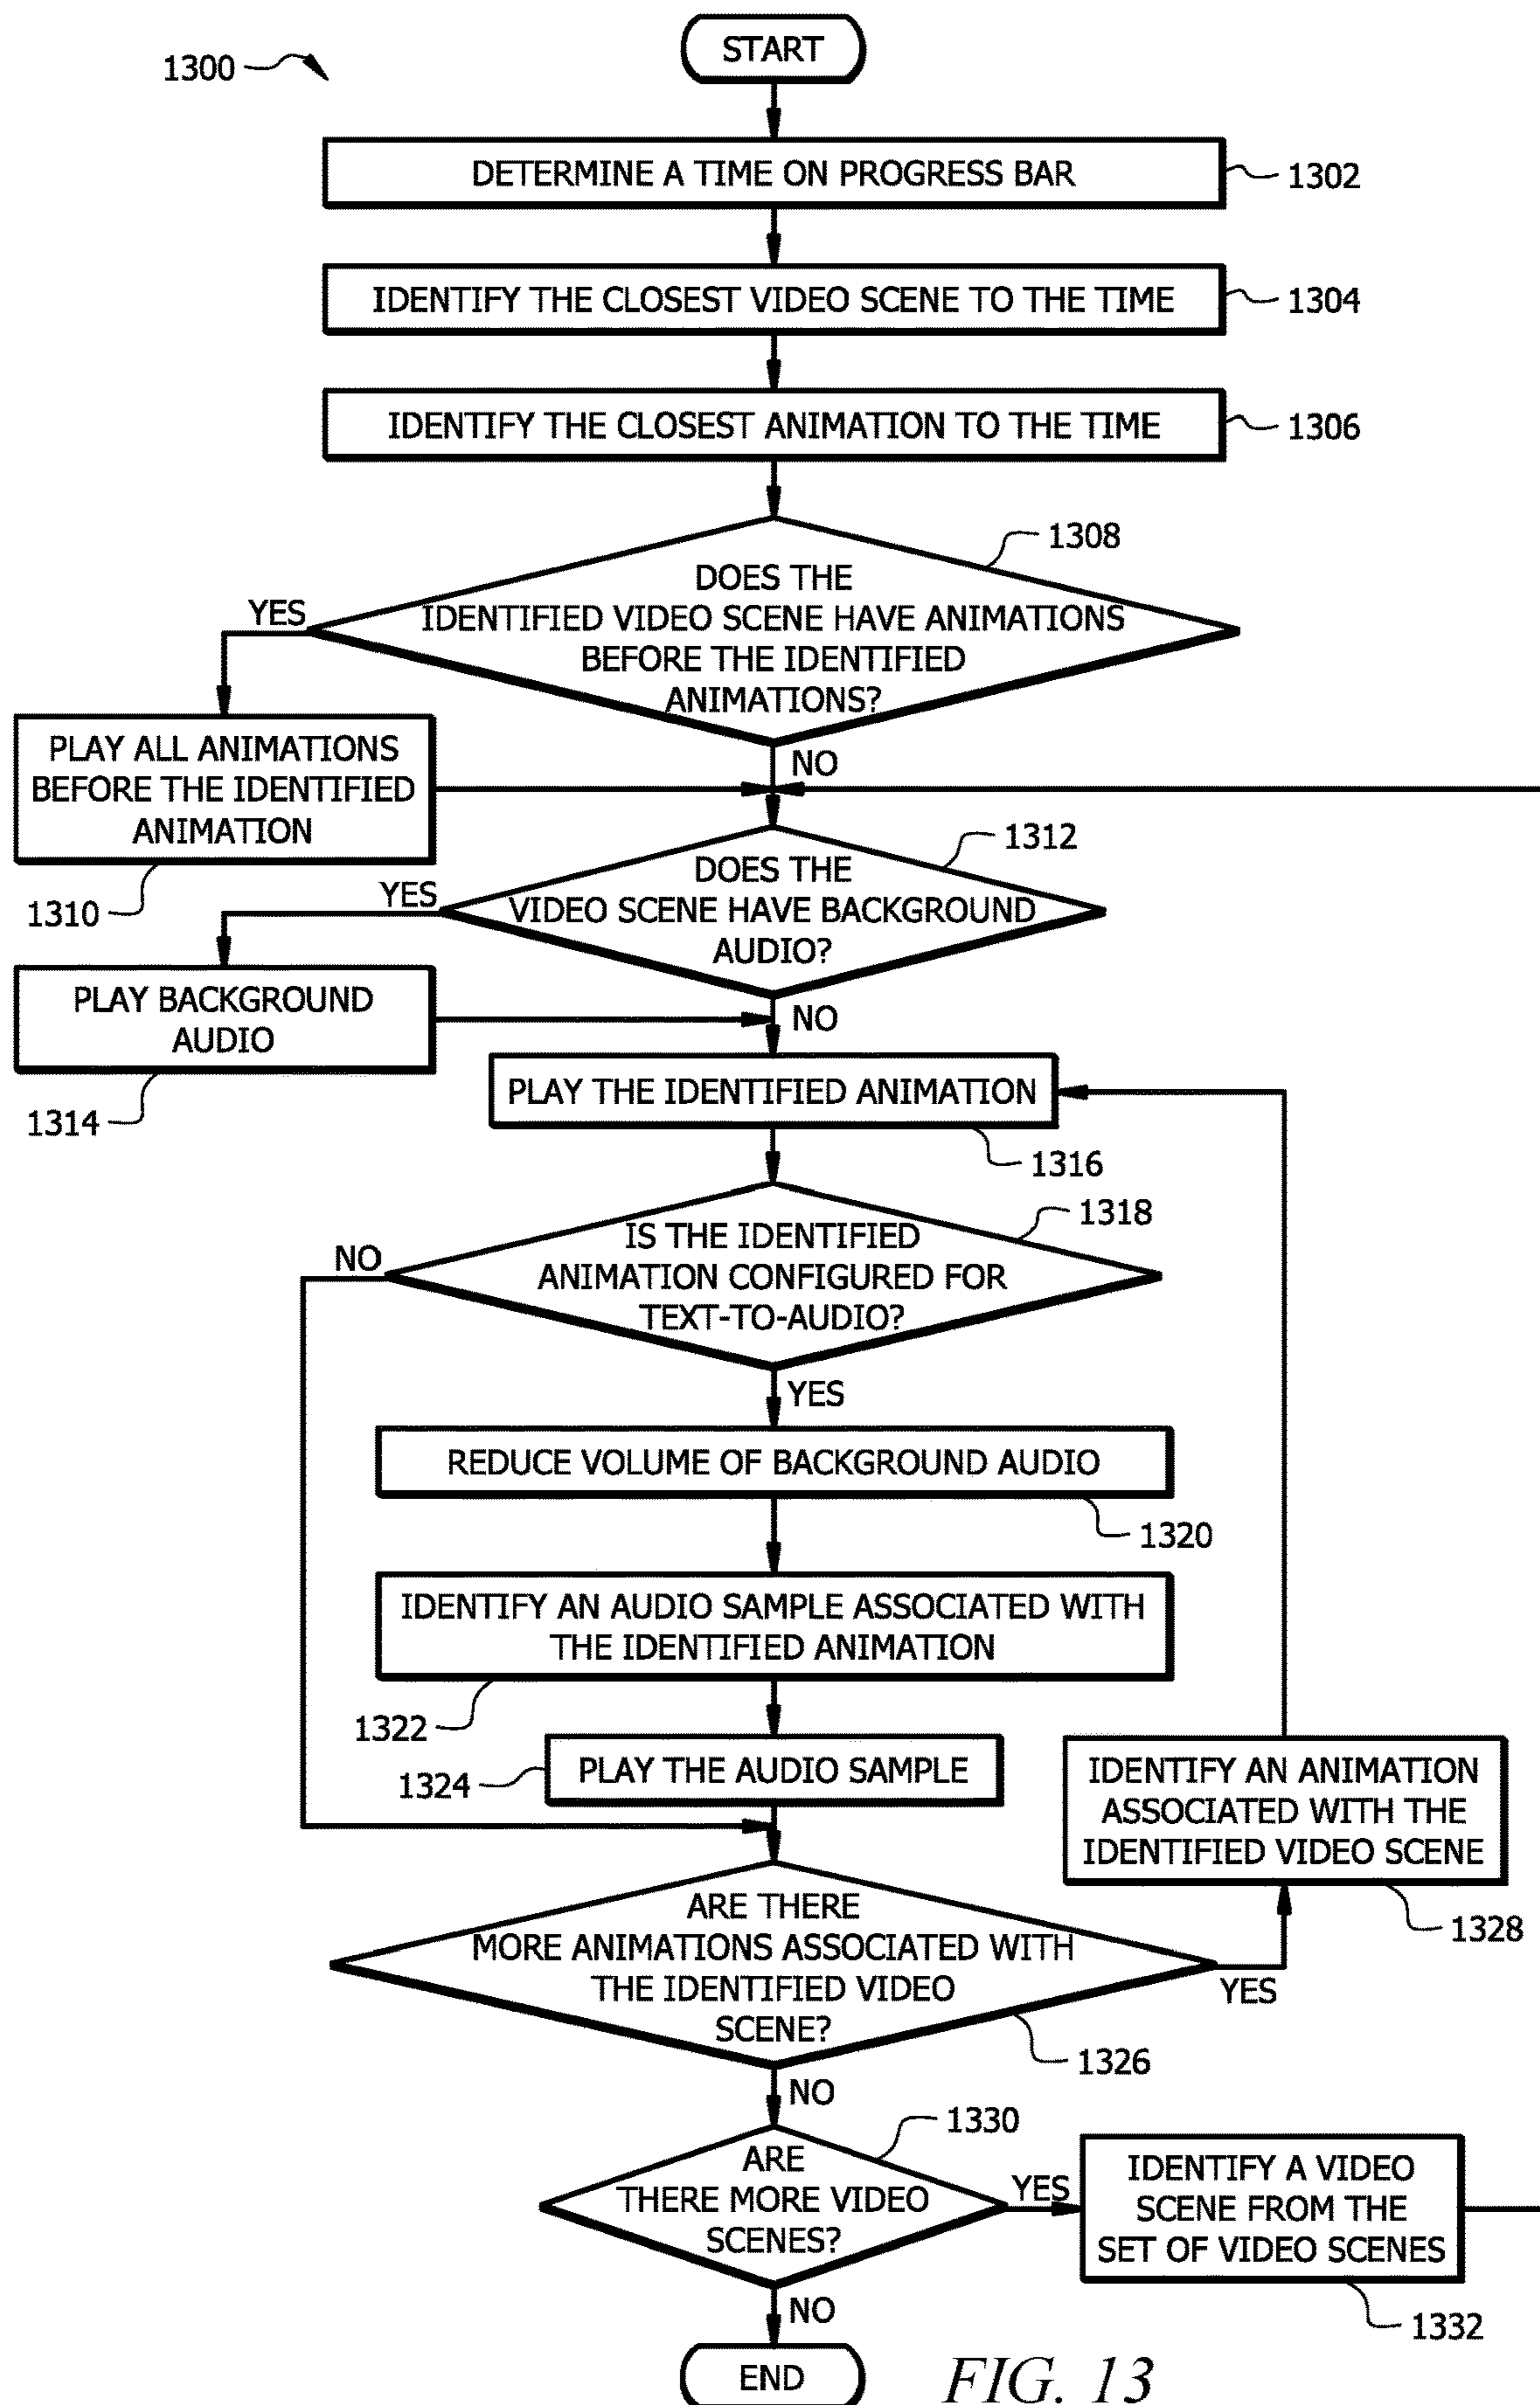 START
1300
DETERMINE A TIME ON PROGRESS BAR
1302
IDENTIFY THE CLOSEST VIDEO SCENE TO THE TIME
1304
IDENTIFY THE CLOSEST ANIMATION TO THE TIME
1306
1308
DOES THE
IDENTIFIED VIDEO SCENE HAVE ANIMATIONS
BEFORE THE IDENTIFIED
ANIMATIONS?
YES
NO
PLAY ALL ANIMATIONS
BEFORE THE IDENTIFIED
ANIMATION
1310
1312
DOES THE
VIDEO SCENE HAVE BACKGROUND
AUDIO?
YES
NO
PLAY BACKGROUND
AUDIO
1314
PLAY THE IDENTIFIED ANIMATION
1316
1318
IS THE IDENTIFIED
ANIMATION CONFIGURED FOR
TEXT-TO-AUDIO?
NO
YES
REDUCE VOLUME OF BACKGROUND AUDIO
1320
IDENTIFY AN AUDIO SAMPLE ASSOCIATED WITH
THE IDENTIFIED ANIMATION
1322
PLAY THE AUDIO SAMPLE
1324
IDENTIFY AN ANIMATION
ASSOCIATED WITH THE
IDENTIFIED VIDEO SCENE
1328
ARE THERE
MORE ANIMATIONS ASSOCIATED WITH
THE IDENTIFIED VIDEO
SCENE?
YES
1326
NO
1330
ARE
THERE MORE VIDEO
SCENES?
YES
IDENTIFY A VIDEO
SCENE FROM THE
SET OF VIDEO SCENES
1332
NO
END
FIG. 13